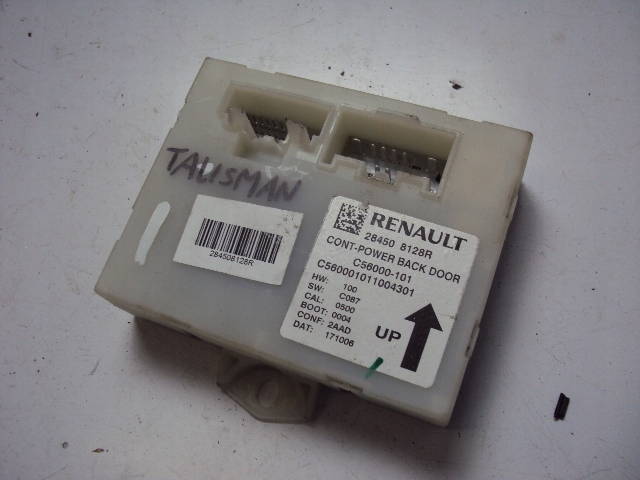 TALISMAN
284508128R
RENAULT
28450 8128R
CONT-POWER BACK DOOR
C56000-101
C560001011004301
HW: 100
SW: C087
CAL: 0500
BOOT: 0004
CONF: 2AAD
DAT: 171006
UP